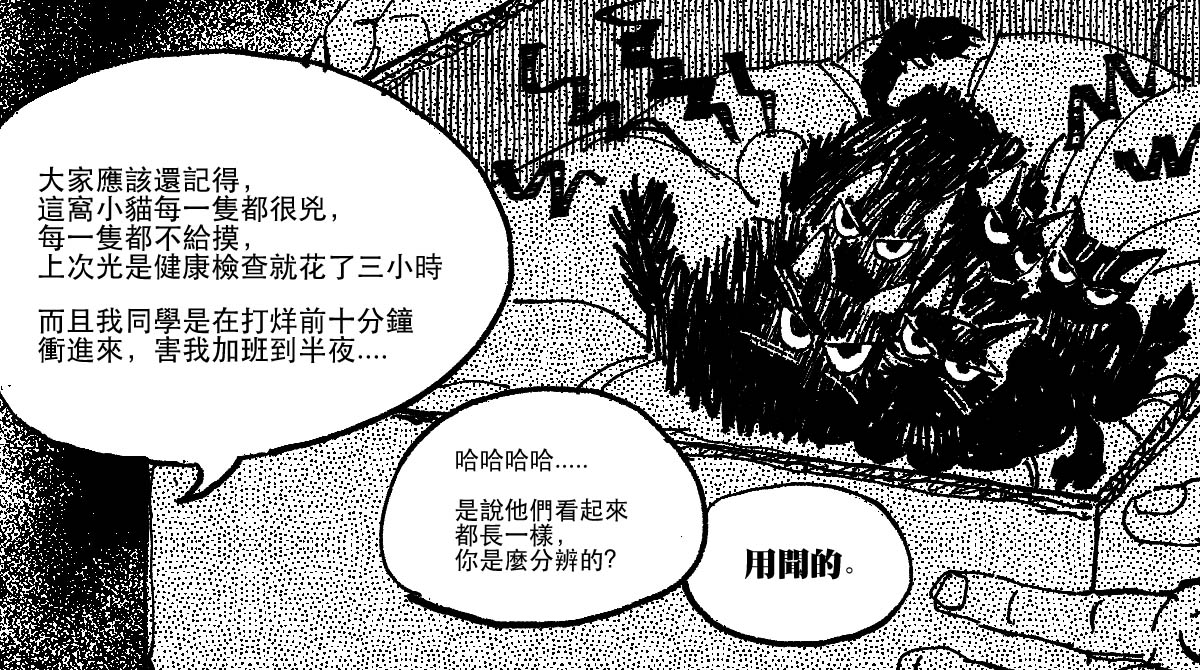 大家應該還記得，
這窩小貓每一隻都很兇，
每一隻都不給摸，
上次光是健康檢查就花了三小時
而且我同學是在打烊前十分鐘
衝進來，害我加班到半夜....
哈哈哈哈.....
是說他們看起來
都長一樣，
你是麼分辨的?
用聞的。